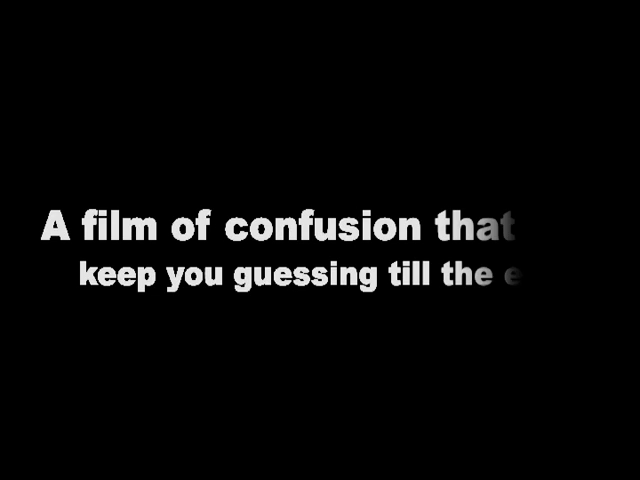 A film of confusion that
keep you guessing till the e